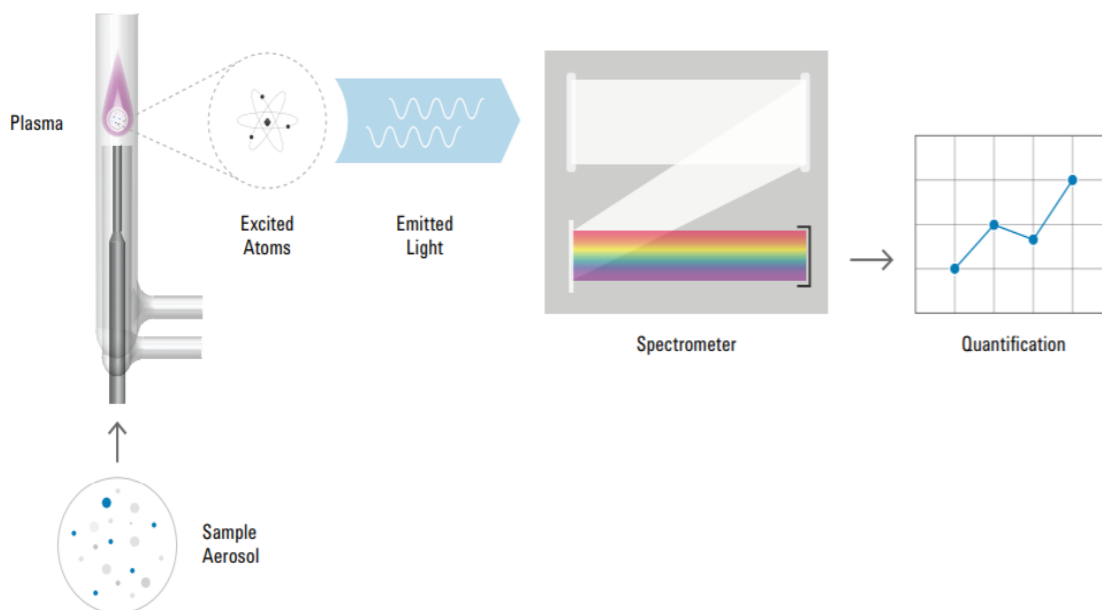 Plasma
Excited
Atoms
Emitted
Light
Spectrometer
Quantification
Sample
Aerosol